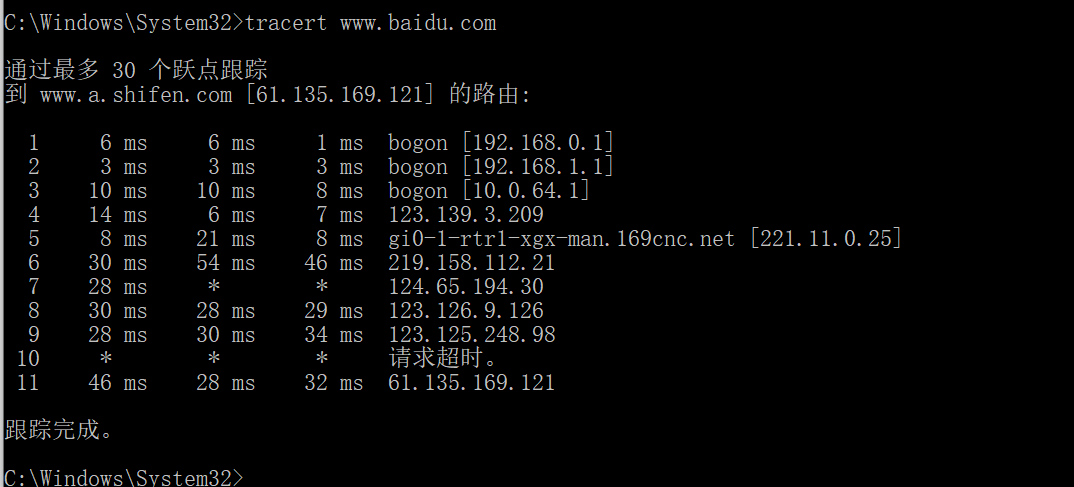 C:\Windows\System32>tracert www.baidu.com
通过最多 30 个跃点跟踪
到 www.a.shifen.com [61.135.169.121] 的路由:
1 6 ms 6 ms 1 ms bogon [192.168.0.1]
2 3 ms 3 ms 3 ms bogon [192.168.1.1]
3 10 ms 10 ms 8 ms bogon [10.0.64.1]
4 14 ms 6 ms 7 ms 123.139.3.209
5 8 ms 21 ms 8 ms gi0-1-rtr1-xgx-man.169cnc.net [221.11.0.25]
6 30 ms 54 ms 46 ms 219.158.112.21
7 28 ms * * 124.65.194.30
8 30 ms 28 ms 29 ms 123.126.9.126
9 28 ms 30 ms 34 ms 123.125.248.98
10 * * * 请求超时。
11 46 ms 28 ms 32 ms 61.135.169.121
跟踪完成。
C:\Windows\System32>